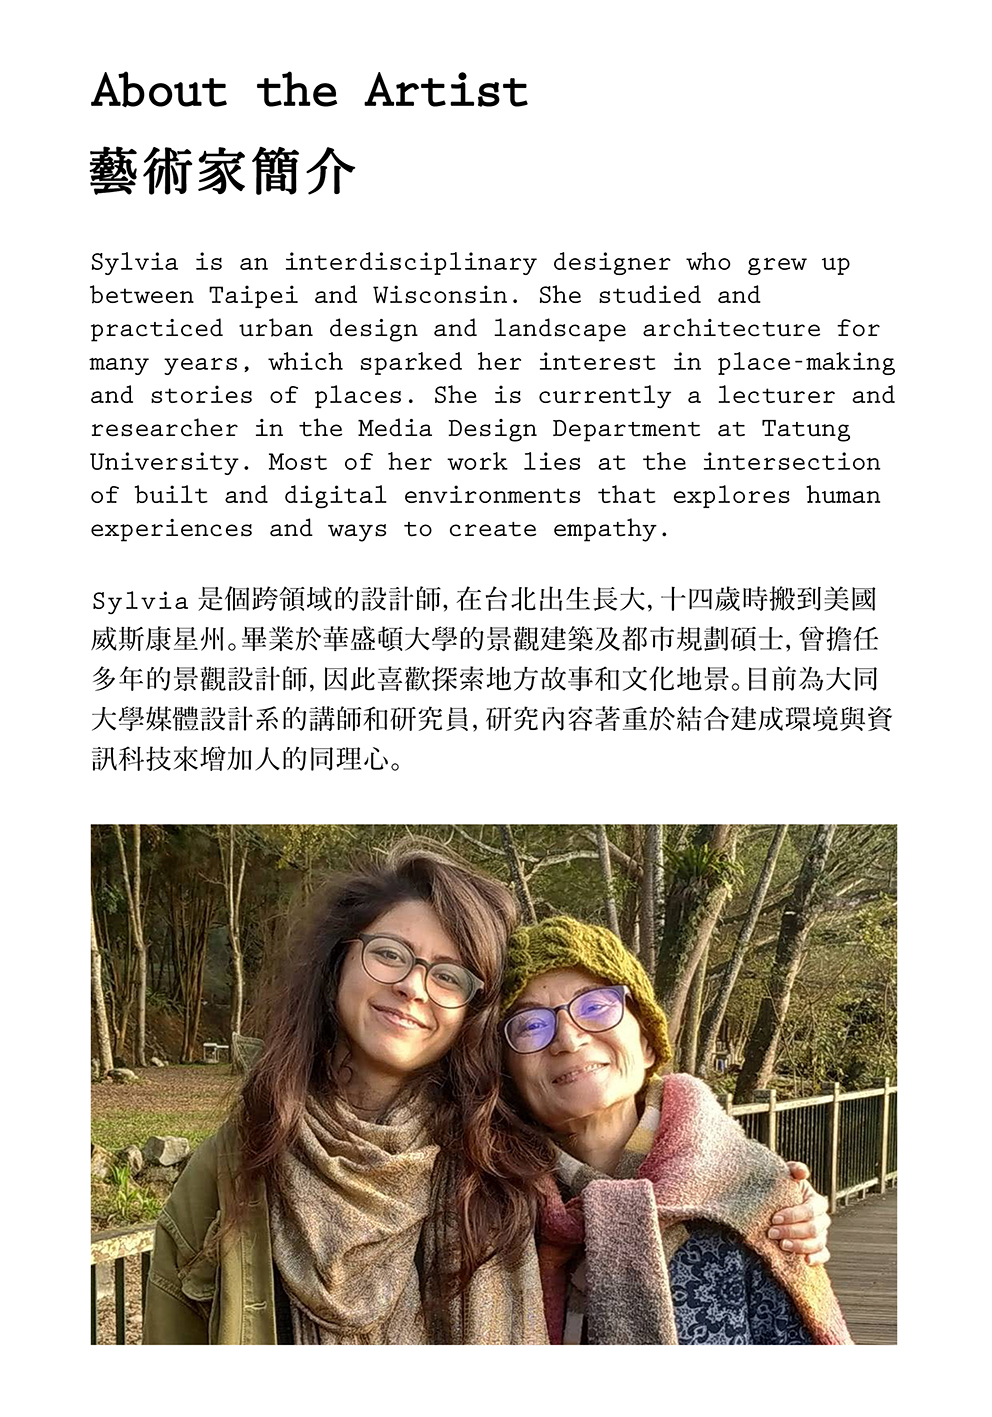 About the Artist
藝術家簡介
Sylvia is an interdisciplinary designer who grew up
between Taipei and Wisconsin. She studied and
practiced urban design and landscape architecture for
many years, which sparked her interest in place-making
and stories of places. She is currently a lecturer and
researcher in the Media Design Department at Tatung
University. Most of her work lies at the intersection
of built and digital environments that explores human
experiences and ways to create empathy.
Sylvia 是個跨領域的設計師, 在台北出生長大, 十四歲時搬到美國
威斯康星州。畢業於華盛頓大學的景觀建築及都市規劃碩士, 曾擔任
多年的景觀設計師, 因此喜歡探索地方故事和文化地景。目前為大同
大學媒體設計系的講師和研究員, 研究內容著重於結合建成環境與資
訊科技來增加人的同理心。